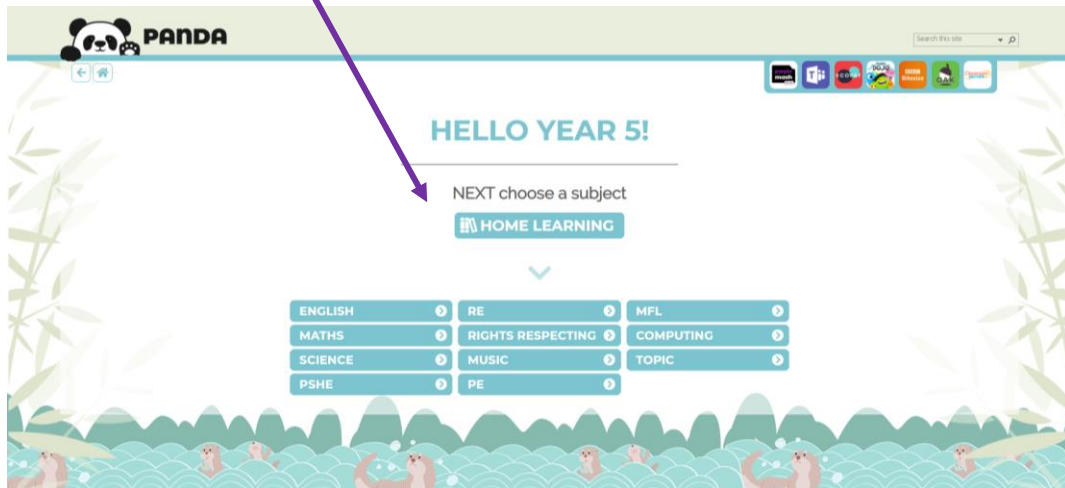 PANDA
Search this site
HELLO YEAR 5!
NEXT choose a subject
HOME LEARNING
ENGLISH
RE
MFL
MATHS
RIGHTS RESPECTING
COMPUTING
SCIENCE
MUSIC
TOPIC
PSHE
PE